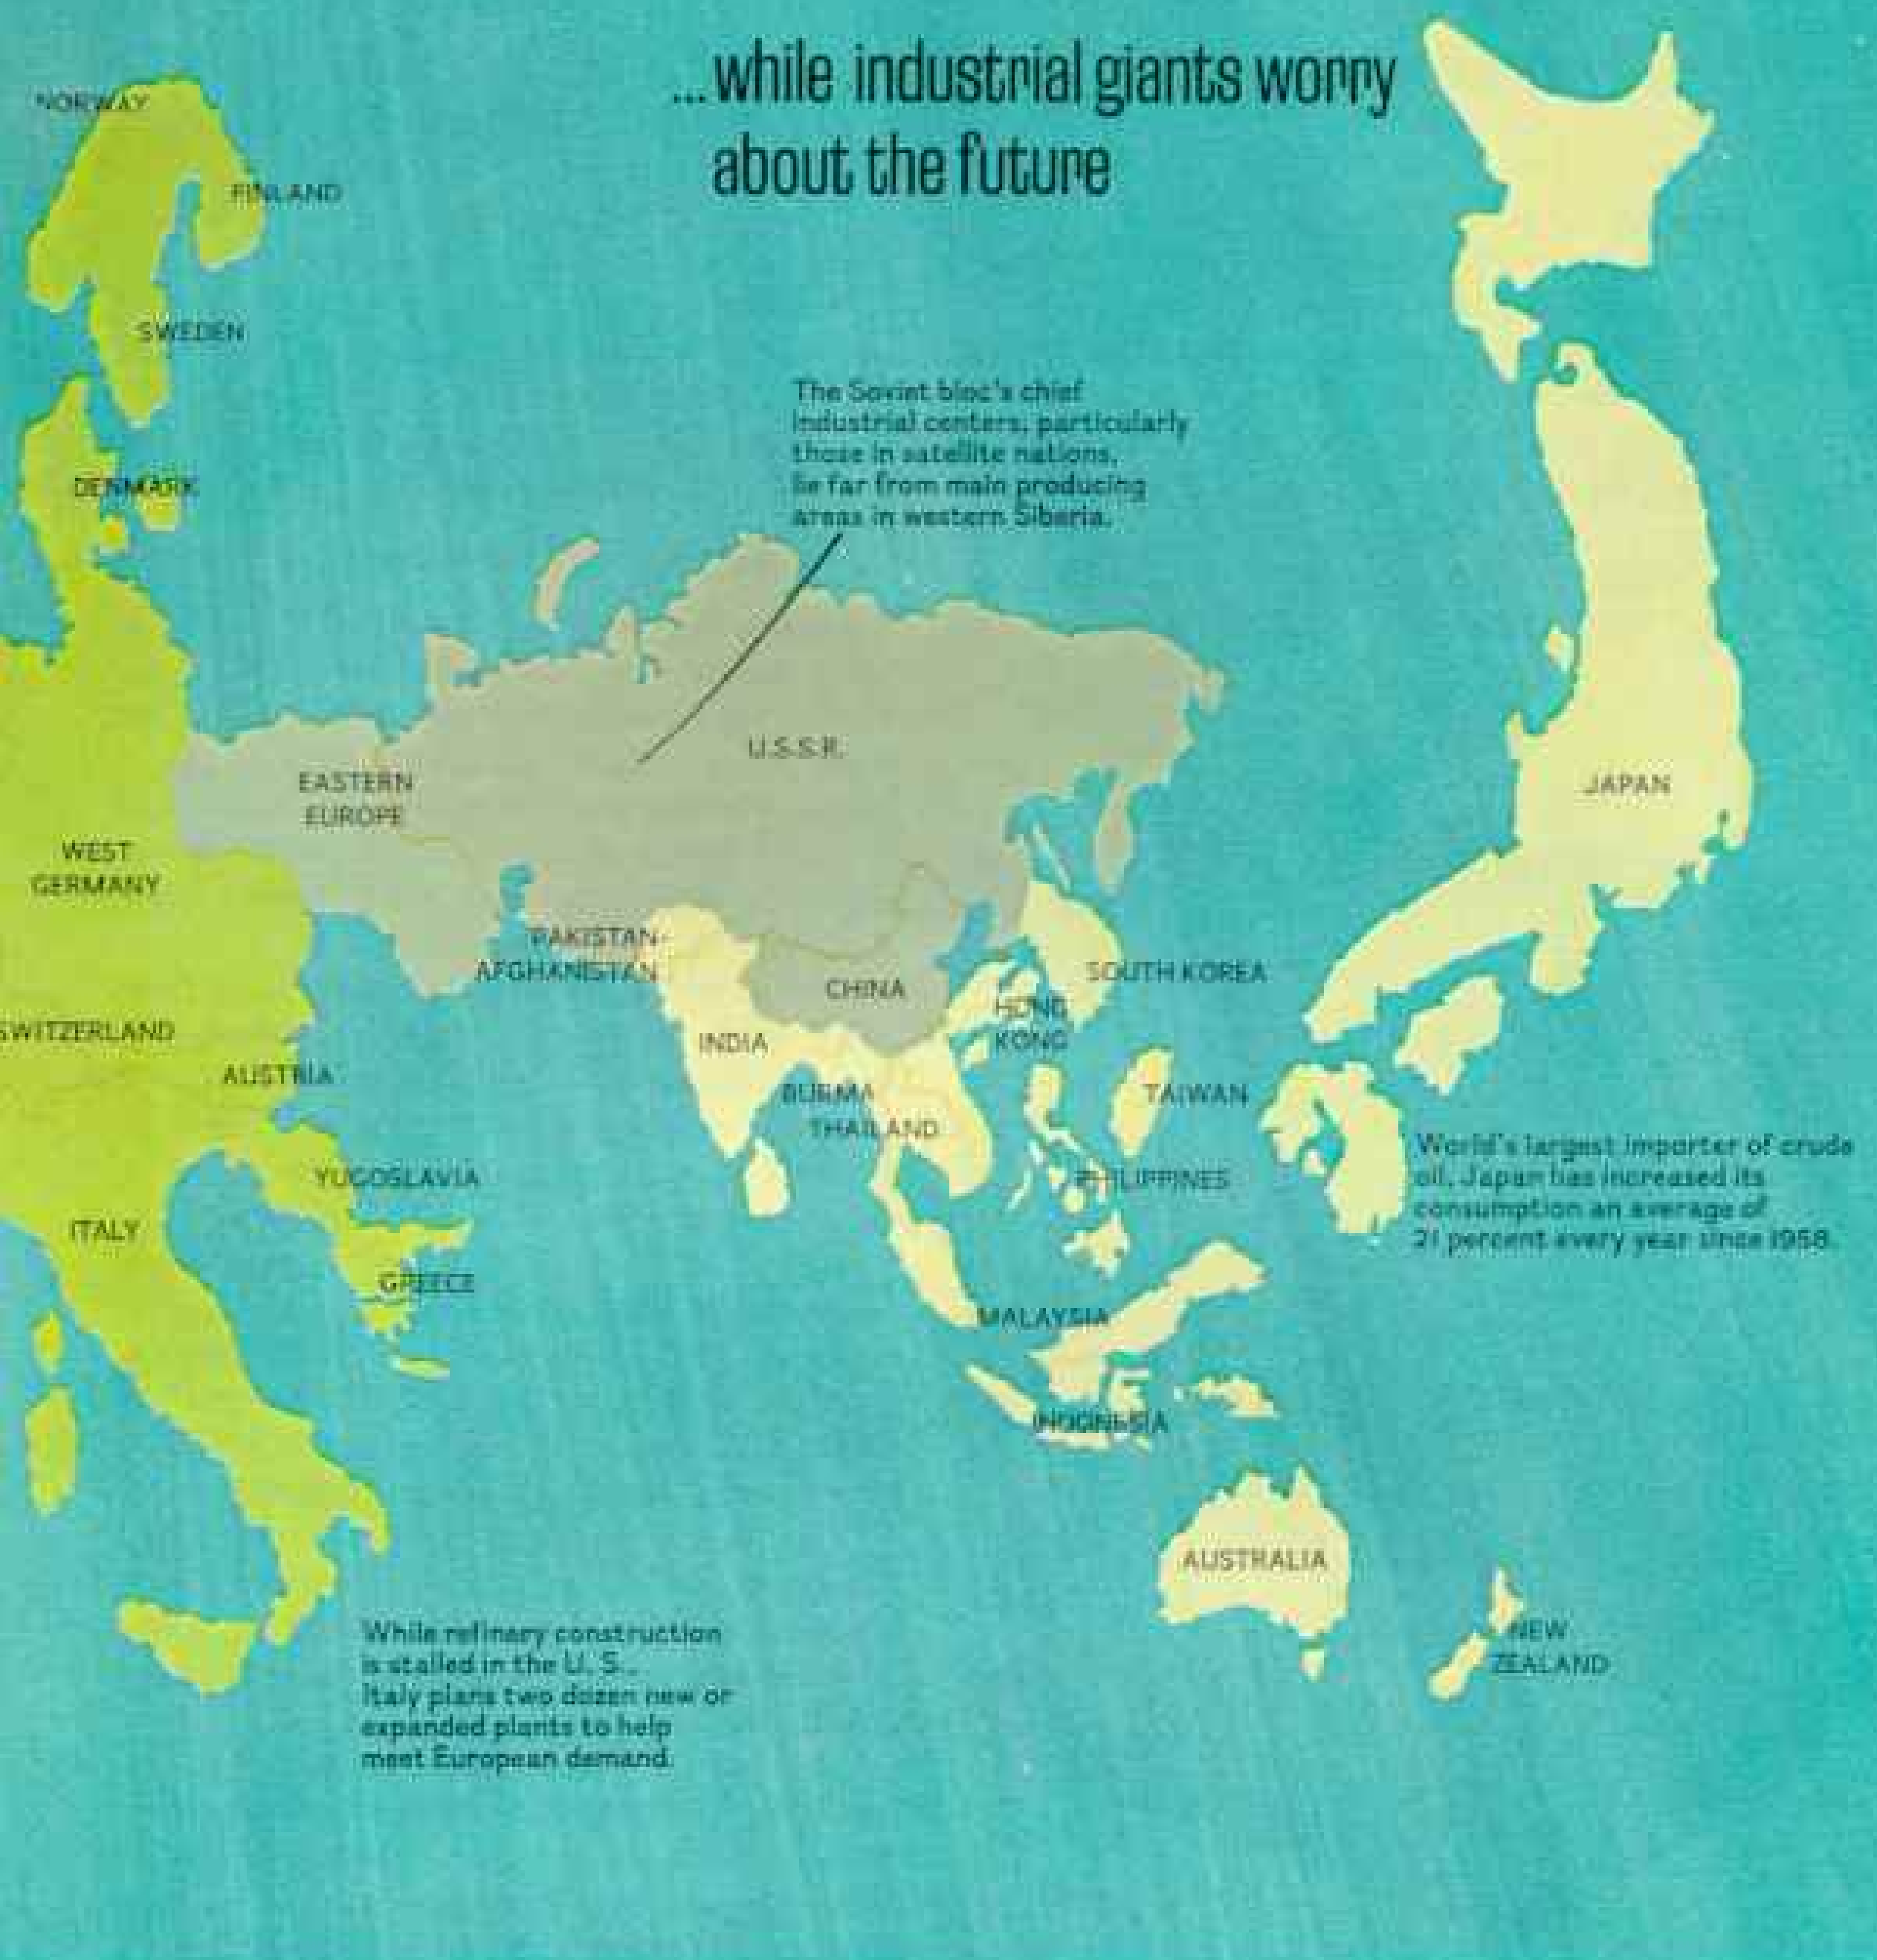 ...while industrial giants worry
about the future
NORWAY
FINLAND
SWEDEN
DENMARK
The Soviet bloc's chief
industrial centers, particularly
those in satellite nations,
lie far from main producing
areas in western Siberia.
U.S.S.R.
EASTERN
EUROPE
JAPAN
WEST
GERMANY
PAKISTAN-
AFGHANISTAN
CHINA
SOUTH KOREA
HONG
KONG
SWITZERLAND
INDIA
AUSTRIA
BURMA
TAIWAN
THAILAND
YUGOSLAVIA
PHILIPPINES
World's largest importer of crude
oil, Japan has increased its
consumption an average of
21 percent every year since 1958.
ITALY
GREECE
MALAYSIA
INDONESIA
AUSTRALIA
NEW
ZEALAND
While refinery construction
is stalled in the U. S.,
Italy plans two dozen new or
expanded plants to help
meet European demand.